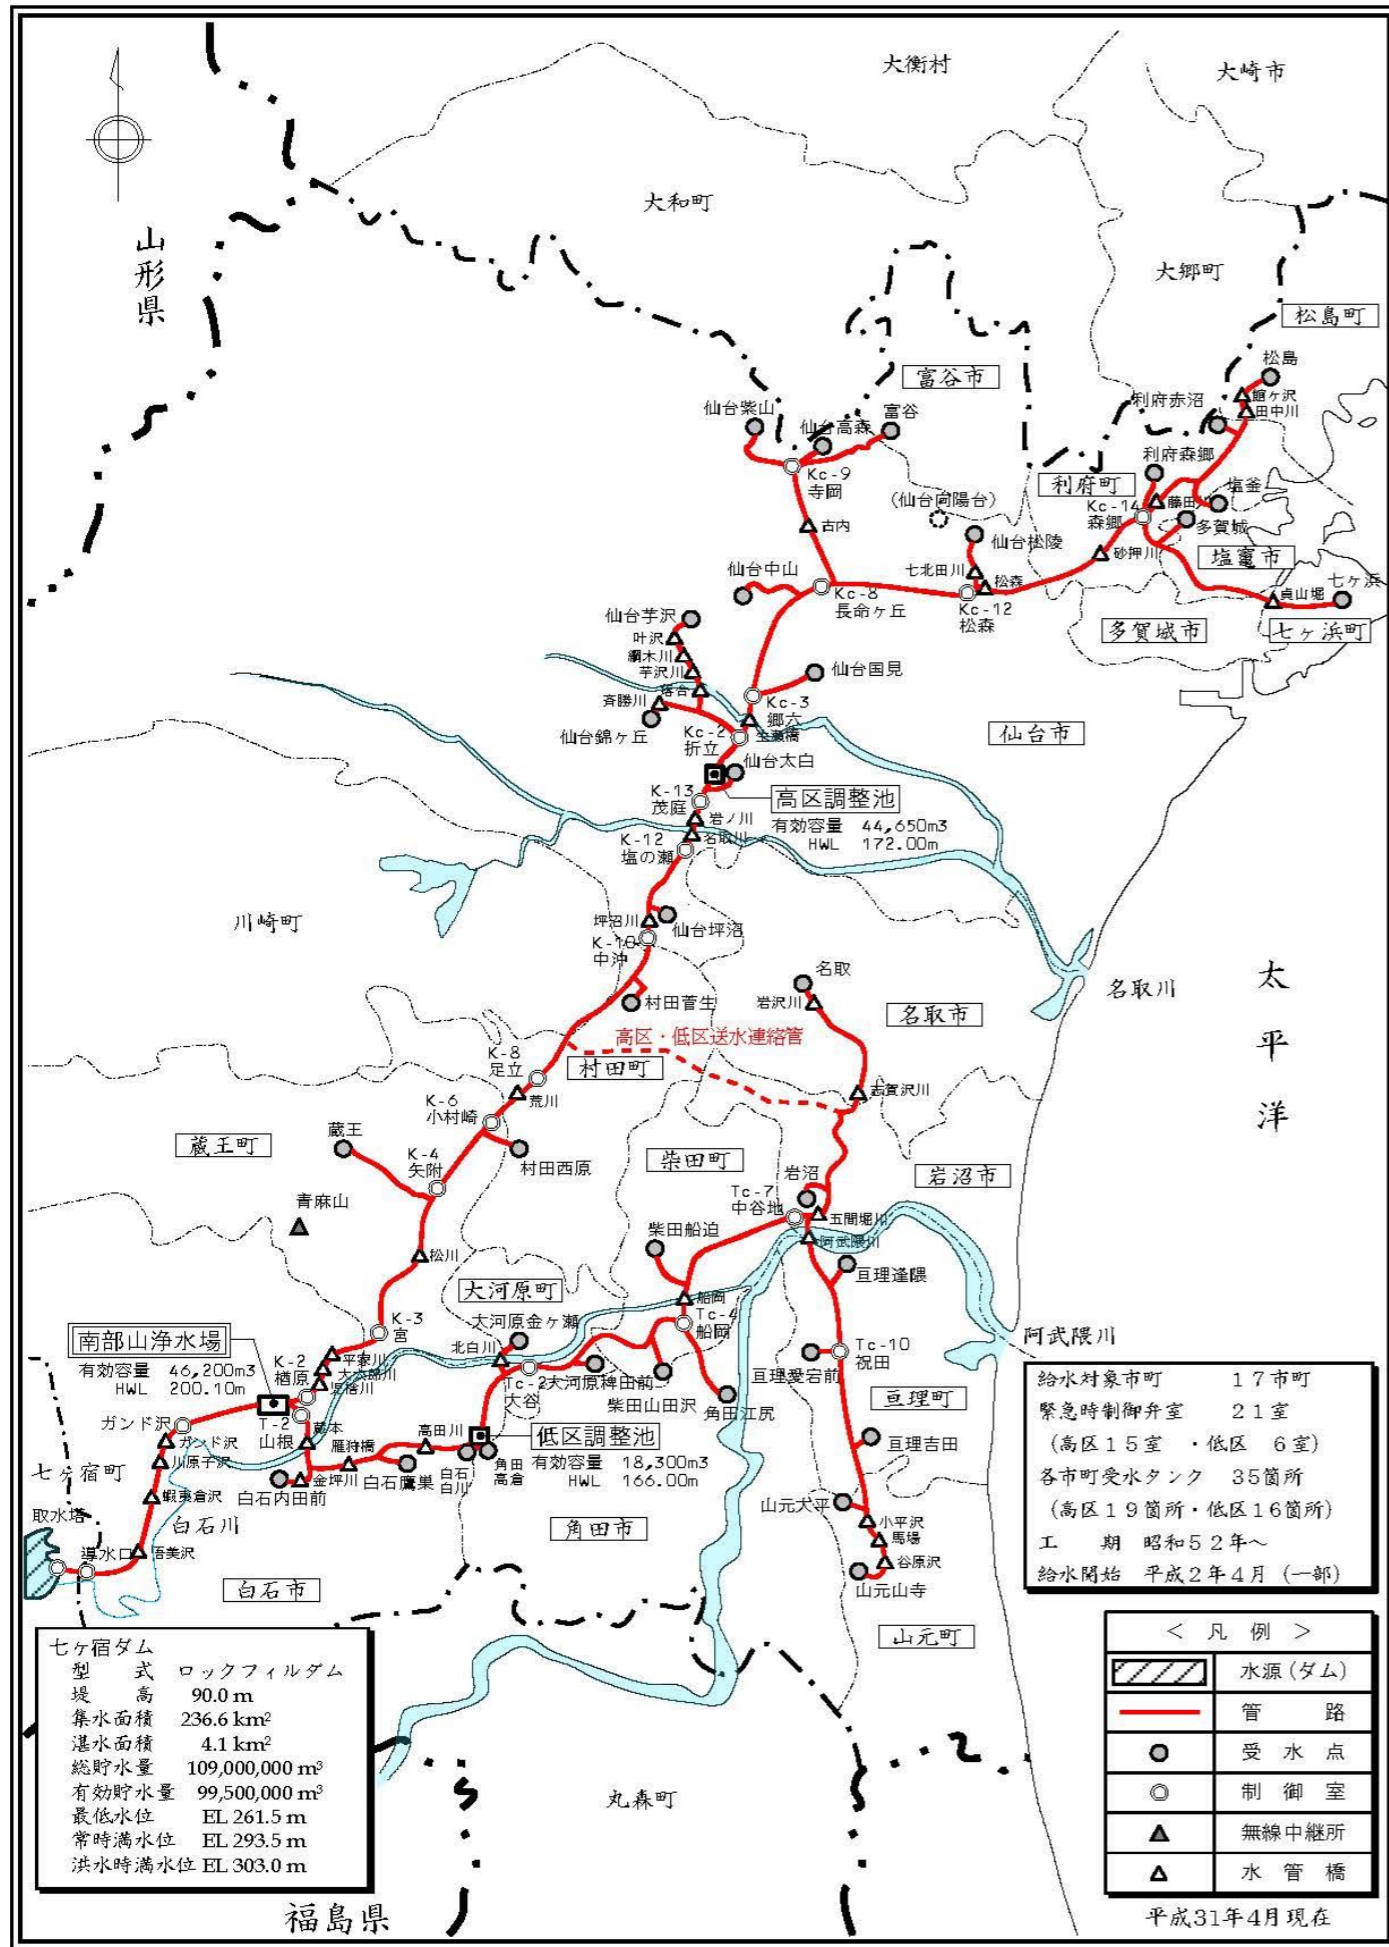 大衡村
大崎市
大和町
山形県
大郷町
松島町
松島
富谷市
利府赤沼
館ヶ沢
田中川
仙台紫山
仙台高森
富谷
利府森郷
Kc-9
寺岡
利府町
塩釜
(仙台向陽台)
Kc-14
森郷
藤田
多賀城
古内
仙台松陵
砂押川
塩竈市
仙台中山
七北田川
松森
貞山堀
七ヶ浜
Kc-8
長命ヶ丘
Kc-12
松森
多賀城市
七ヶ浜町
仙台芋沢
叶沢
綱木川
芋沢川
落合
仙台国見
斉勝川
Kc-3
郷六
仙台錦ヶ丘
Kc-2
折立
生瀬橋
仙台市
仙台太白
K-13
茂庭
高区調整池
有効容量 44,650m3
HWL 172.00m
岩ノ川
K-12
塩の瀬
名取川
川崎町
坪沼川
仙台坪沼
K-10
中沖
名取
太平洋
名取川
村田菅生
岩沢川
名取市
高区・低区送水連絡管
K-8
足立
村田町
荒川
志賀沢川
K-6
小村崎
蔵王町
蔵王
K-4
矢附
村田西原
柴田町
岩沼
岩沼市
青麻山
Tc-7
中谷地
五間堀川
柴田船迫
阿武隈川
松川
亘理逢隈
大河原町
船岡
大河原金ヶ瀬
Tc-4
船岡
K-3
宮
阿武隈川
南部山浄水場
有効容量 46,200m3
HWL 200.10m
北白川
平家川
K-2
楢原
児捨川
Tc-2
大谷
大河原稗田前
Tc-10
祝田
亘理愛宕前
柴田山田沢
角田江尻
亘理町
ガンド沢
T-2
山根
蔵本
高田川
低区調整池
有効容量 18,300m3
HWL 166.00m
亘理吉田
ガンド沢
雁狩橋
川原子沢
七ヶ宿町
金坪川
白石鷹巣
白石
白川
角田
高倉
白石内田前
蝦夷倉沢
山元大平
取水塔
白石川
小平沢
角田市
馬場
導水口
吾美沢
谷原沢
白石市
山元山寺
山元町
給水対象市町 17市町
緊急時制御弁室 21室
(高区15室 ・低区 6室)
各市町受水タンク 35箇所
(高区19箇所・低区16箇所)
工 期 昭和52年~
給水開始 平成2年4月 (一部)
七ヶ宿ダム
型 式 ロックフィルダム
堤 高 90.0 m
集水面積 236.6 km²
湛水面積 4.1 km²
総貯水量 109,000,000 m³
有効貯水量 99,500,000 m³
最低水位 EL 261.5 m
常時満水位 EL 293.5 m
洪水時満水位 EL 303.0 m
< 凡 例 >
水源(ダム)
管 路
受 水 点
制 御 室
無線中継所
水 管 橋
丸森町
福島県
平成31年4月現在